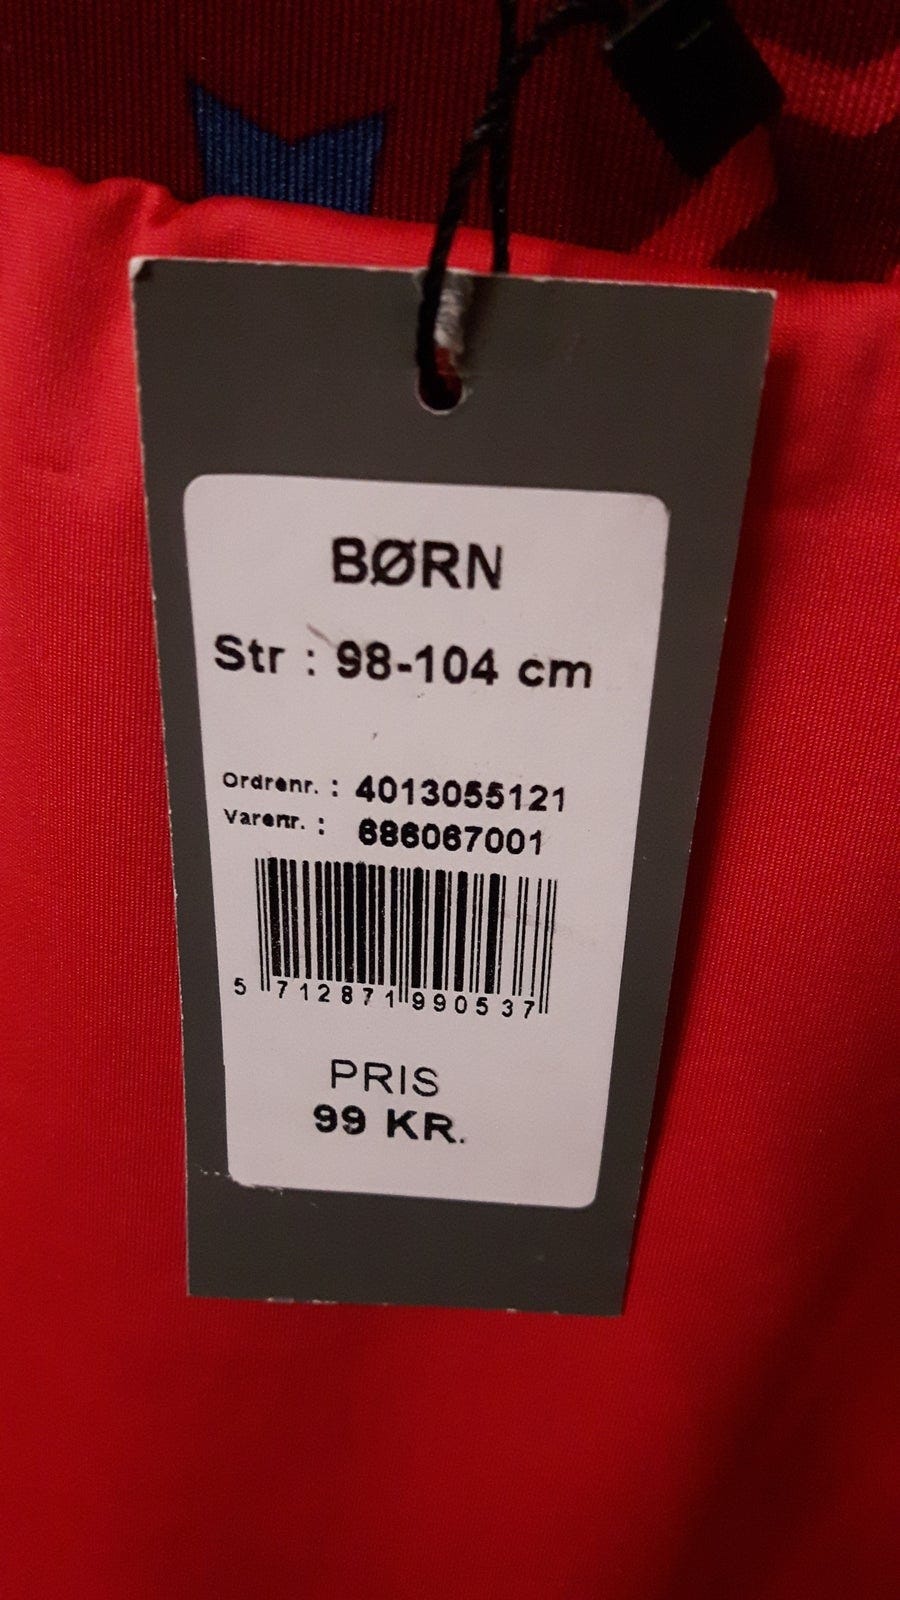 BØRN
Str : 98-104 cm
Ordrenr. : 4013055121
Varenr. : 686067001
5 712871 990537
PRIS
99 KR.